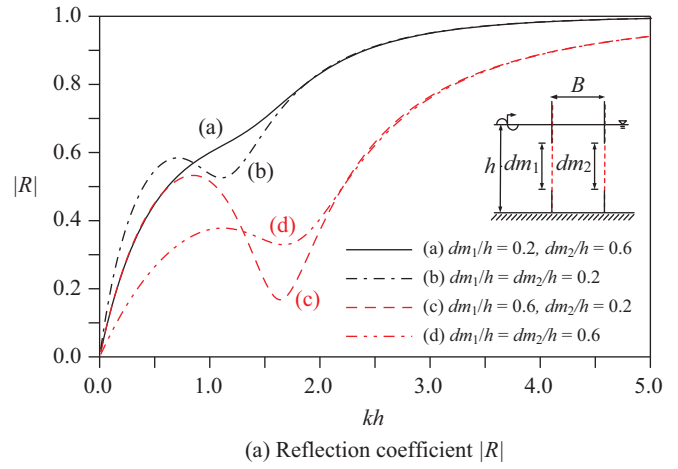 1.0
0.8
0.6
0.4
0.2
0.0
|R|
(a)
(b)
(c)
(d)
B
h
dm₁
dm₂
(a) dm₁/h = 0.2, dm₂/h = 0.6
(b) dm₁/h = dm₂/h = 0.2
(c) dm₁/h = 0.6, dm₂/h = 0.2
(d) dm₁/h = dm₂/h = 0.6
0.0 1.0 2.0 3.0 4.0 5.0
kh
(a) Reflection coefficient |R|